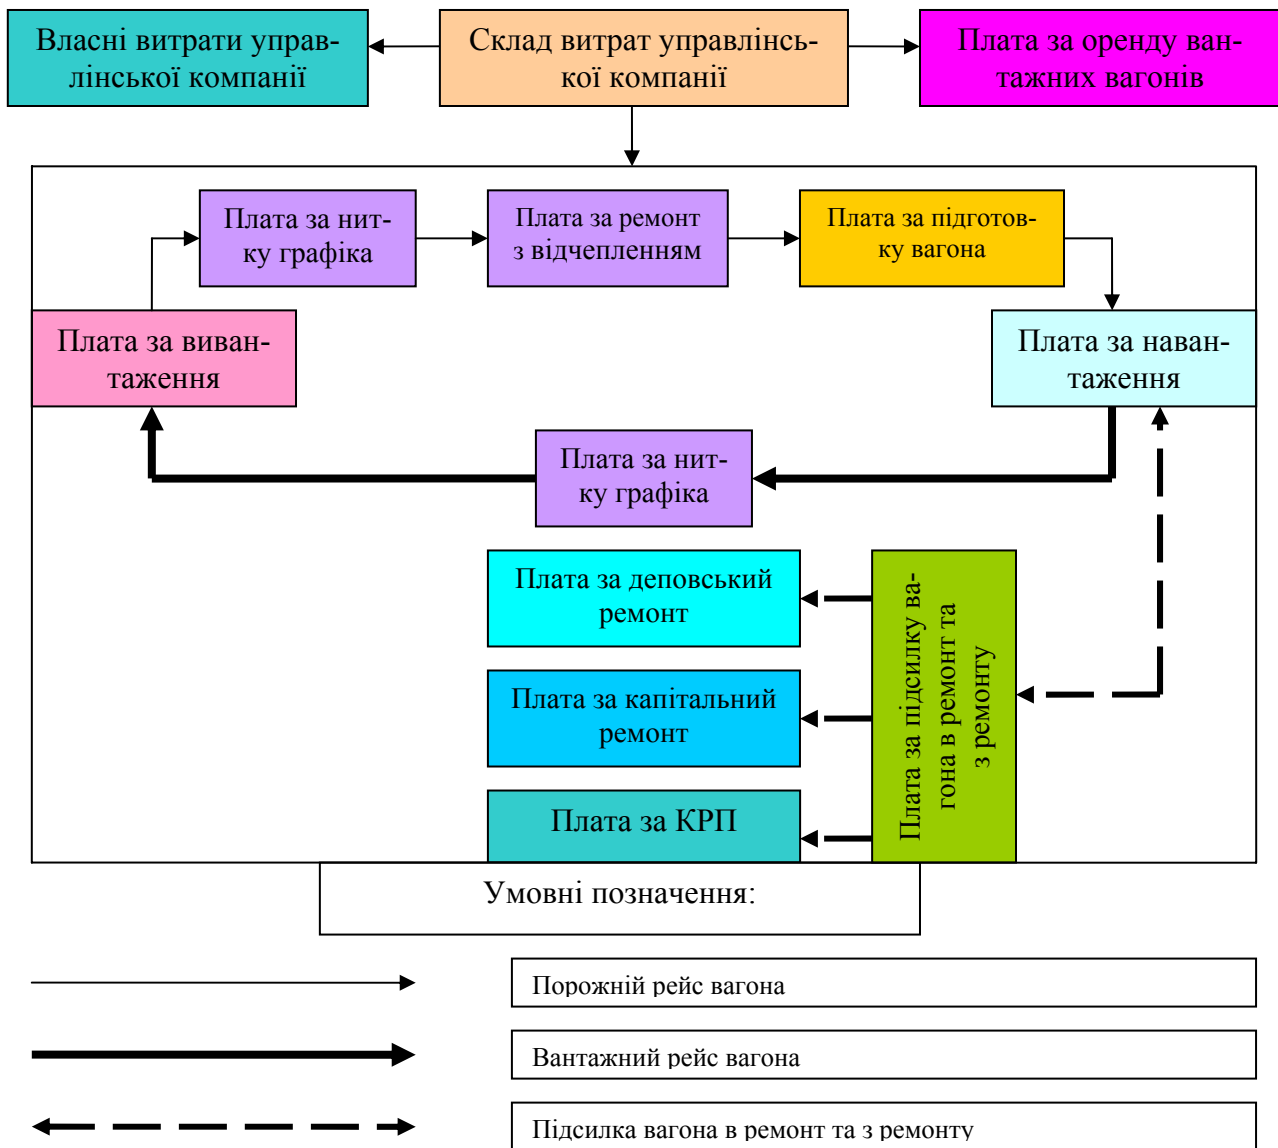 Власні витрати управ-
лінської компанії
Склад витрат управлінсь-
кої компанії
Плата за оренду ван-
тажних вагонів
Плата за нит-
ку графіка
Плата за ремонт
з відчепленням
Плата за підготов-
ку вагона
Плата за виван-
таження
Плата за наван-
таження
Плата за нит-
ку графіка
Плата за деповський
ремонт
Плата за капітальний
ремонт
Плата за КРП
Плата за підсилку ва-
гона в ремонт та
з ремонту
Умовні позначення:
Порожній рейс вагона
Вантажний рейс вагона
Підсилка вагона в ремонт та з ремонту